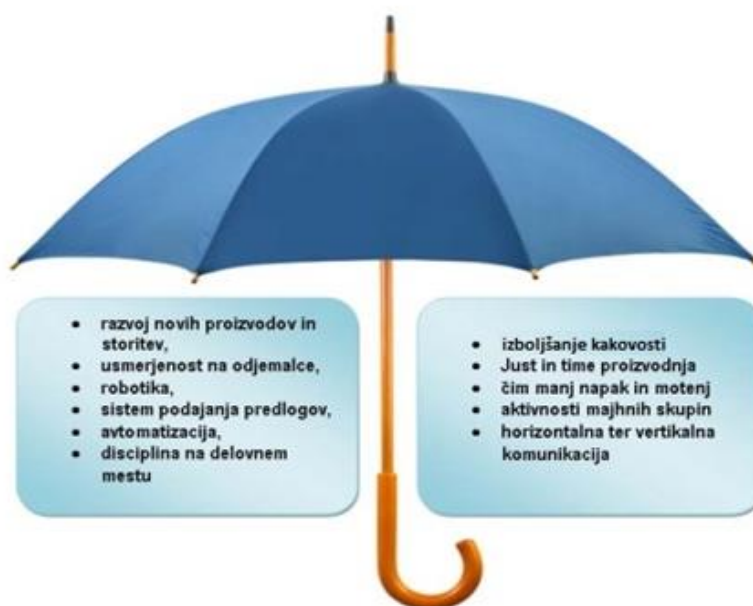 razvoj novih proizvodov in
storitev,
usmerjenost na odjemalce,
robotika,
sistem podajanja predlogov,
avtomatizacija,
disciplina na delovnem
mestu
izboljšanje kakovosti
Just in time proizvodnja
čim manj napak in motenj
aktivnosti majhnih skupin
horizontalna ter vertikalna
komunikacija